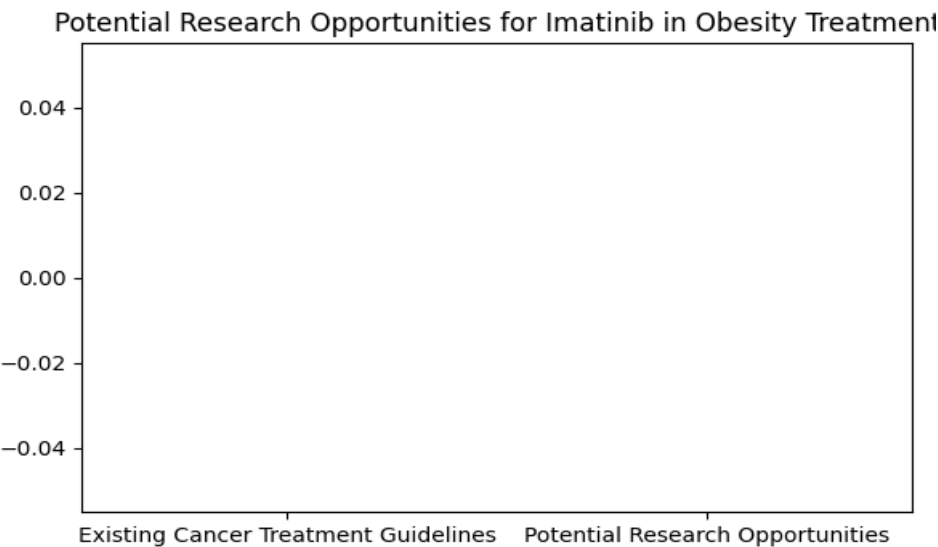 Potential Research Opportunities for Imatinib in Obesity Treatment
0.04
0.02
0.00
−0.02
−0.04
Existing Cancer Treatment Guidelines Potential Research Opportunities